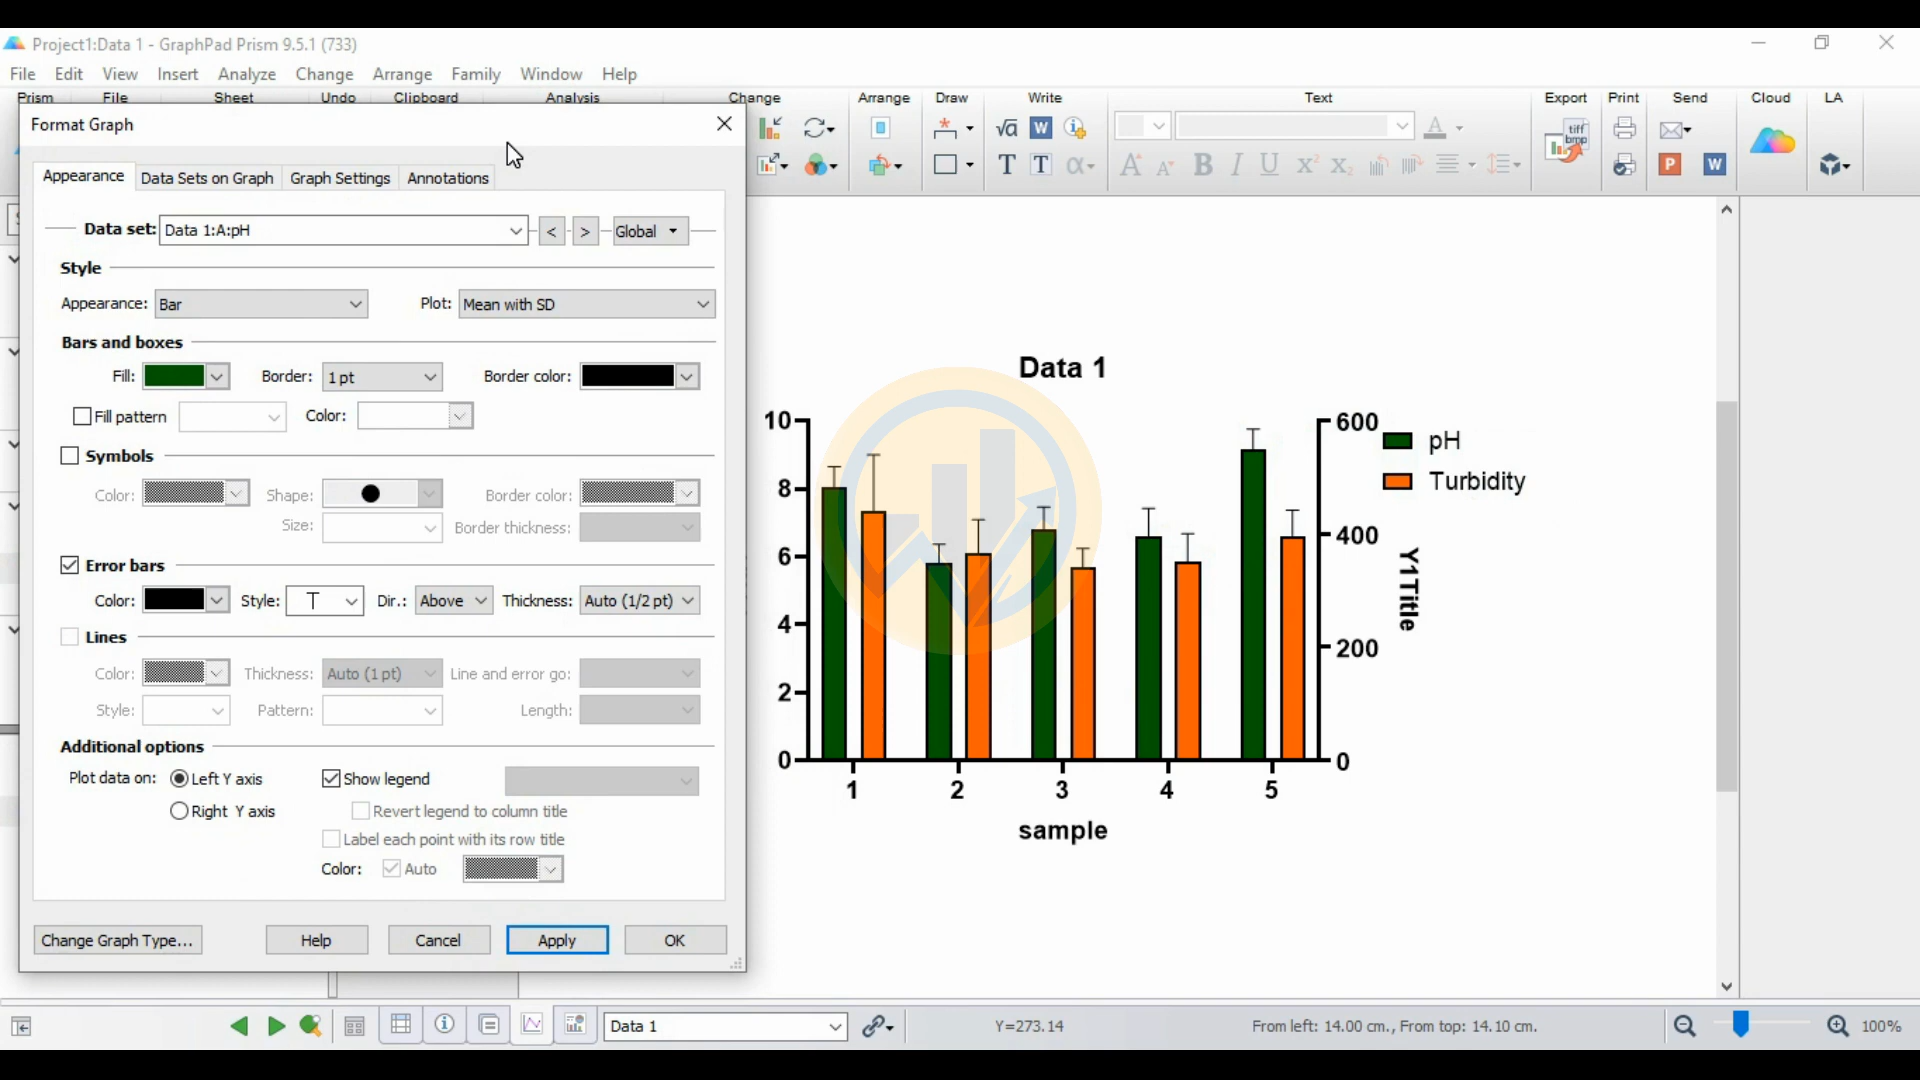 Project1:Data 1 - GraphPad Prism 9.5.1 (733)
File Edit View Insert Analyze Change Arrange Family Window Help
Prism File Sheet Undo Clipboard Analysis Change Arrange Draw Write Text Export Print Send Cloud LA
Format Graph
Appearance Data Sets on Graph Graph Settings Annotations
Data set: Data 1:A:pH < > Global
Style
Appearance: Bar Plot: Mean with SD
Bars and boxes
Fill: Border: 1 pt Border color:
Fill pattern Color:
Symbols
Color: Shape: Border color:
Size: Border thickness:
Error bars
Color: Style: Dir.: Above Thickness: Auto (1/2 pt)
Lines
Color: Thickness: Auto (1 pt) Line and error go:
Style: Pattern: Length:
Additional options
Plot data on: Left Y axis Show legend
Right Y axis Revert legend to column title
Label each point with its row title
Color: Auto
Change Graph Type... Help Cancel Apply OK
Data 1
10
8
6
4
2
0
600
400
200
0
pH
Turbidity
Y1Title
1 2 3 4 5
sample
Data 1 Y=273.14 From left: 14.00 cm., From top: 14.10 cm. 100%